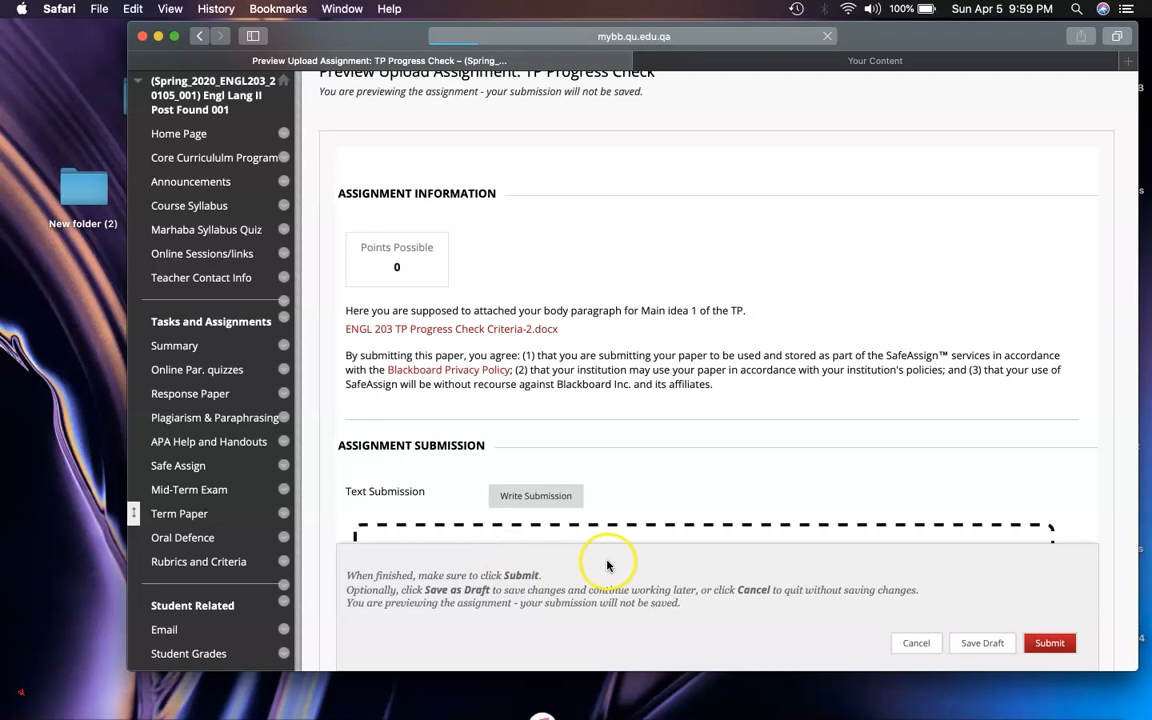 Safari File Edit View History Bookmarks Window Help 100% Sun Apr 5 9:59 PM
mybb.qu.edu.qa
Preview Upload Assignment: TP Progress Check – (Spring_... Your Content
New folder (2)
(Spring_2020_ENGL203_2
0105_001) Engl Lang II
Post Found 001
Home Page
Core Curriculum Program
Announcements
Course Syllabus
Marhaba Syllabus Quiz
Online Sessions/links
Teacher Contact Info
Tasks and Assignments
Summary
Online Par. quizzes
Response Paper
Plagiarism & Paraphrasing
APA Help and Handouts
Safe Assign
Mid-Term Exam
Term Paper
Oral Defence
Rubrics and Criteria
Student Related
Email
Student Grades
Preview Upload Assignment: TP Progress Check
You are previewing the assignment - your submission will not be saved.
ASSIGNMENT INFORMATION
Points Possible
0
Here you are supposed to attached your body paragraph for Main idea 1 of the TP.
ENGL 203 TP Progress Check Criteria-2.docx
By submitting this paper, you agree: (1) that you are submitting your paper to be used and stored as part of the SafeAssign™ services in accordance
with the Blackboard Privacy Policy; (2) that your institution may use your paper in accordance with your institution's policies; and (3) that your use of
SafeAssign will be without recourse against Blackboard Inc. and its affiliates.
ASSIGNMENT SUBMISSION
Text Submission Write Submission
When finished, make sure to click Submit.
Optionally, click Save as Draft to save changes and continue working later, or click Cancel to quit without saving changes.
You are previewing the assignment - your submission will not be saved.
Cancel Save Draft Submit